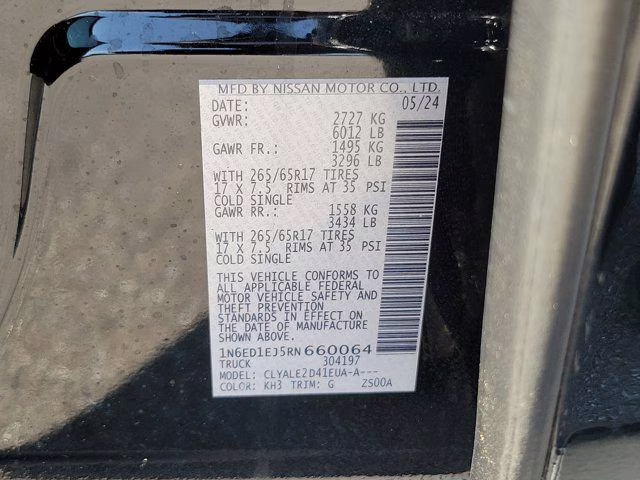 MFD BY NISSAN MOTOR CO., LTD.
DATE: 05/24
GVWR: 2727 KG
6012 LB
GAWR FR.: 1495 KG
3296 LB
WITH 265/65R17 TIRES
17 X 7.5 RIMS AT 35 PSI
COLD SINGLE
GAWR RR.: 1558 KG
3434 LB
WITH 265/65R17 TIRES
17 X 7.5 RIMS AT 35 PSI
COLD SINGLE
THIS VEHICLE CONFORMS TO
ALL APPLICABLE FEDERAL
MOTOR VEHICLE SAFETY AND
THEFT PREVENTION
STANDARDS IN EFFECT ON
THE DATE OF MANUFACTURE
SHOWN ABOVE.
1N6ED1EJ5RN660064
TRUCK 304197
MODEL: CLYALE2D41EUA-A---
COLOR: KH3 TRIM: G ZS00A